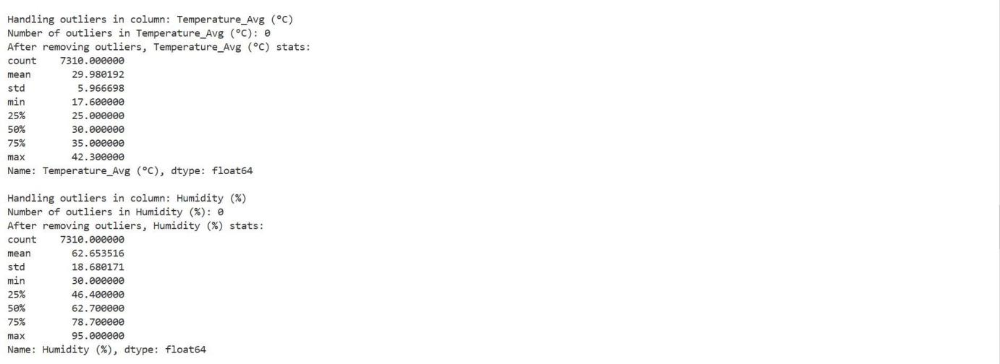 Handling outliers in column: Temperature_Avg (°C)
Number of outliers in Temperature_Avg (°C): 0
After removing outliers, Temperature_Avg (°C) stats:
count    7310.000000
mean       29.980192
std         5.966698
min        17.600000
25%        25.000000
50%        30.000000
75%        35.000000
max        42.300000
Name: Temperature_Avg (°C), dtype: float64
Handling outliers in column: Humidity (%)
Number of outliers in Humidity (%): 0
After removing outliers, Humidity (%) stats:
count    7310.000000
mean       62.653516
std        18.680171
min        30.000000
25%        46.400000
50%        62.700000
75%        78.700000
max        95.000000
Name: Humidity (%), dtype: float64